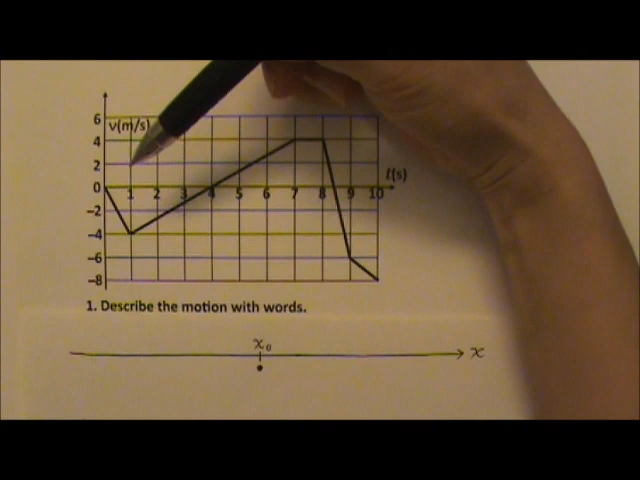 6
v(m/s)
4
2
t(s)
0 1 2 3 4 5 6 7 8 9 10
−2
−4
−6
−8
1. Describe the motion with words.
x₀
x